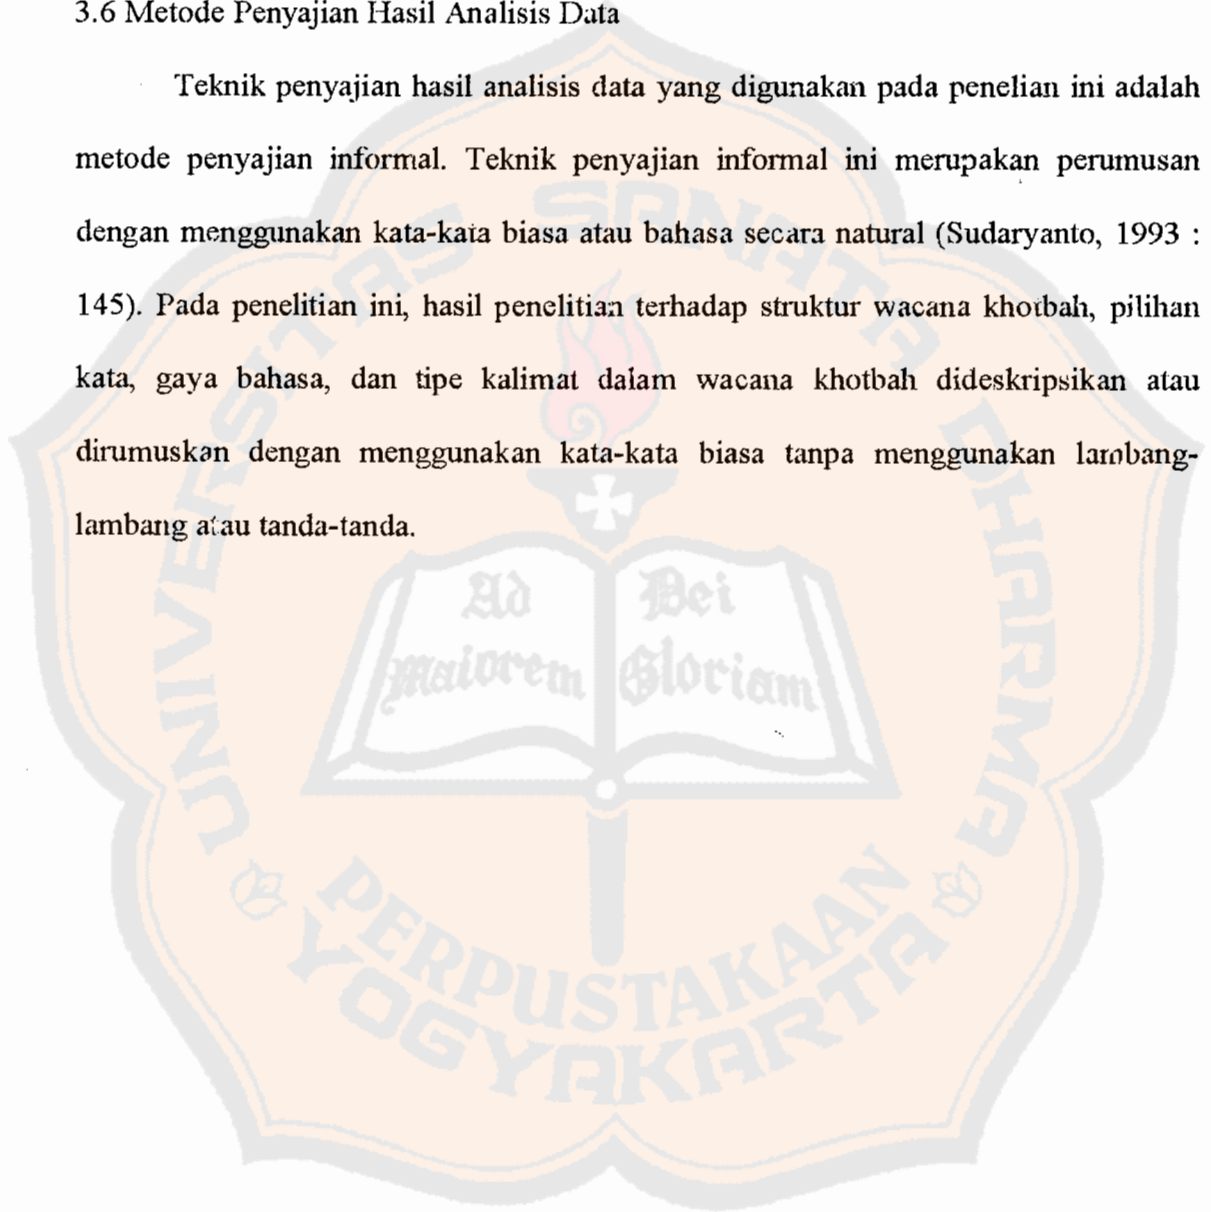 3.6 Metode Penyajian Hasil Analisis Data
Teknik penyajian hasil analisis data yang digunakan pada penelian ini adalah
metode penyajian informal. Teknik penyajian informal ini merupakan perumusan
dengan menggunakan kata-kata biasa atau bahasa secara natural (Sudaryanto, 1993 :
145). Pada penelitian ini, hasil penelitian terhadap struktur wacana khotbah, pilihan
kata, gaya bahasa, dan tipe kalimat dalam wacana khotbah dideskripsikan atau
dirumuskan dengan menggunakan kata-kata biasa tanpa menggunakan lambang-
lambang atau tanda-tanda.
UNIVERSITAS SANATA DHARMA
Ad Dei
maiorem Gloriam
PERPUSTAKAAN
YOGYAKARTA